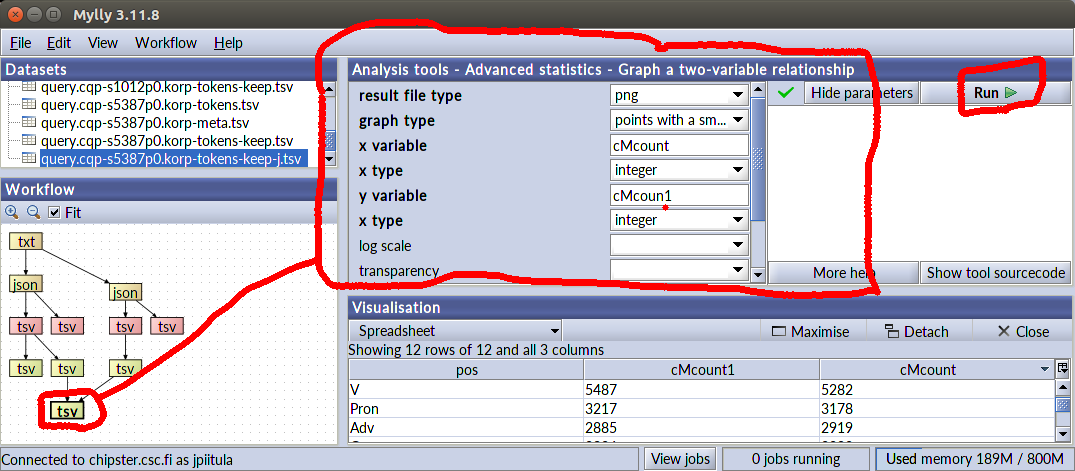 Mylly 3.11.8
File Edit View Workflow Help
Datasets
query.cqp-s1012p0.korp-tokens-keep.tsv
query.cqp-s5387p0.korp-tokens.tsv
query.cqp-s5387p0.korp-meta.tsv
query.cqp-s5387p0.korp-tokens-keep.tsv
query.cqp-s5387p0.korp-tokens-keep-j.tsv
Workflow
Fit
txt
json json
tsv tsv tsv tsv
tsv tsv tsv
tsv
Analysis tools - Advanced statistics - Graph a two-variable relationship
result file type png
graph type points with a sm...
x variable cMcount
x type integer
y variable cMcoun1
x type integer
log scale
transparency
Hide parameters Run
More help Show tool sourcecode
Visualisation
Spreadsheet Maximise Detach Close
Showing 12 rows of 12 and all 3 columns
pos cMcount1 cMcount
V 5487 5282
Pron 3217 3178
Adv 2885 2919
Connected to chipster.csc.fi as jpiitula View jobs 0 jobs running Used memory 189M / 800M